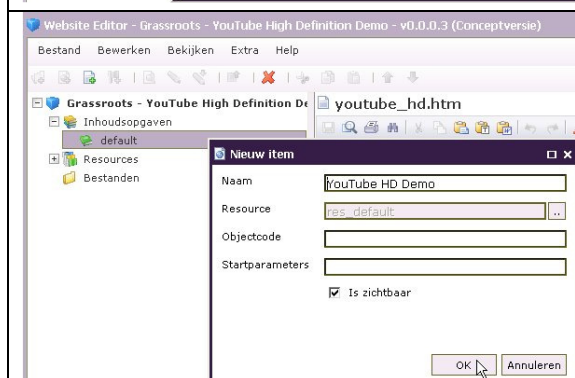 Website Editor - Grassroots - YouTube High Definition Demo - v0.0.0.3 (Conceptversie)
Bestand Bewerken Bekijken Extra Help
Grassroots - YouTube High Definition De
youtube_hd.htm
Inhoudsopgaven
default
Resources
Bestanden
Nieuw item
Naam
YouTube HD Demo
Resource
res_default
..
Objectcode
Startparameters
Is zichtbaar
OK
Annuleren